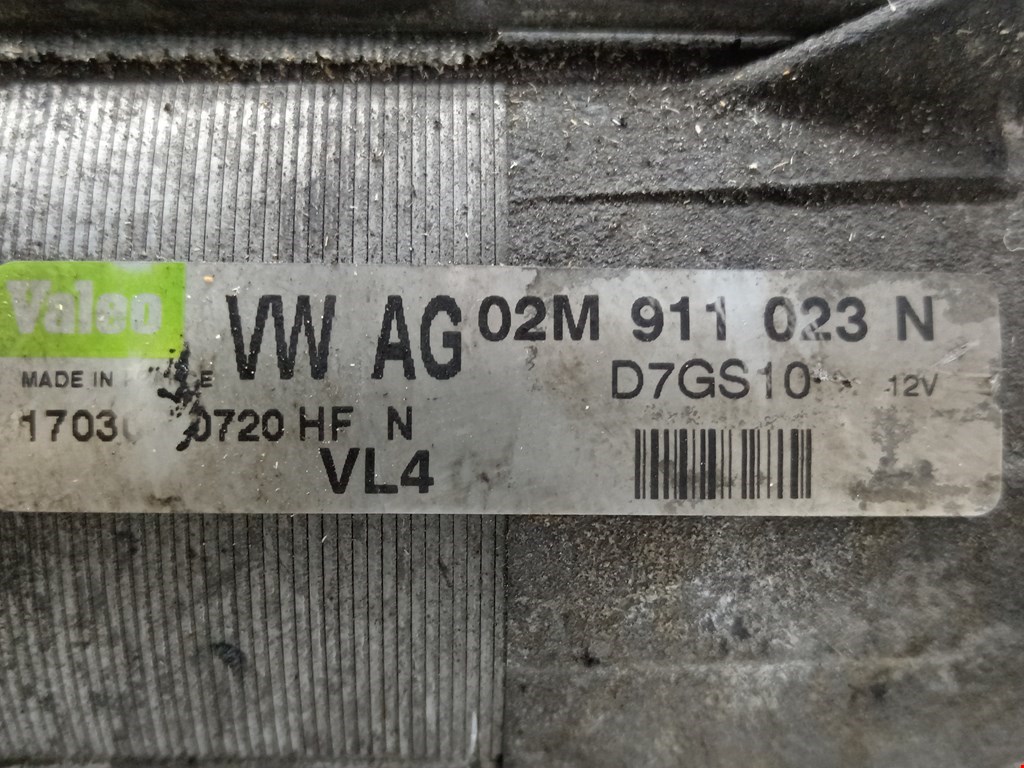 Valeo
VW AG 02M 911 023 N
MADE IN
D7GS10 12V
0720 HF N
VL4